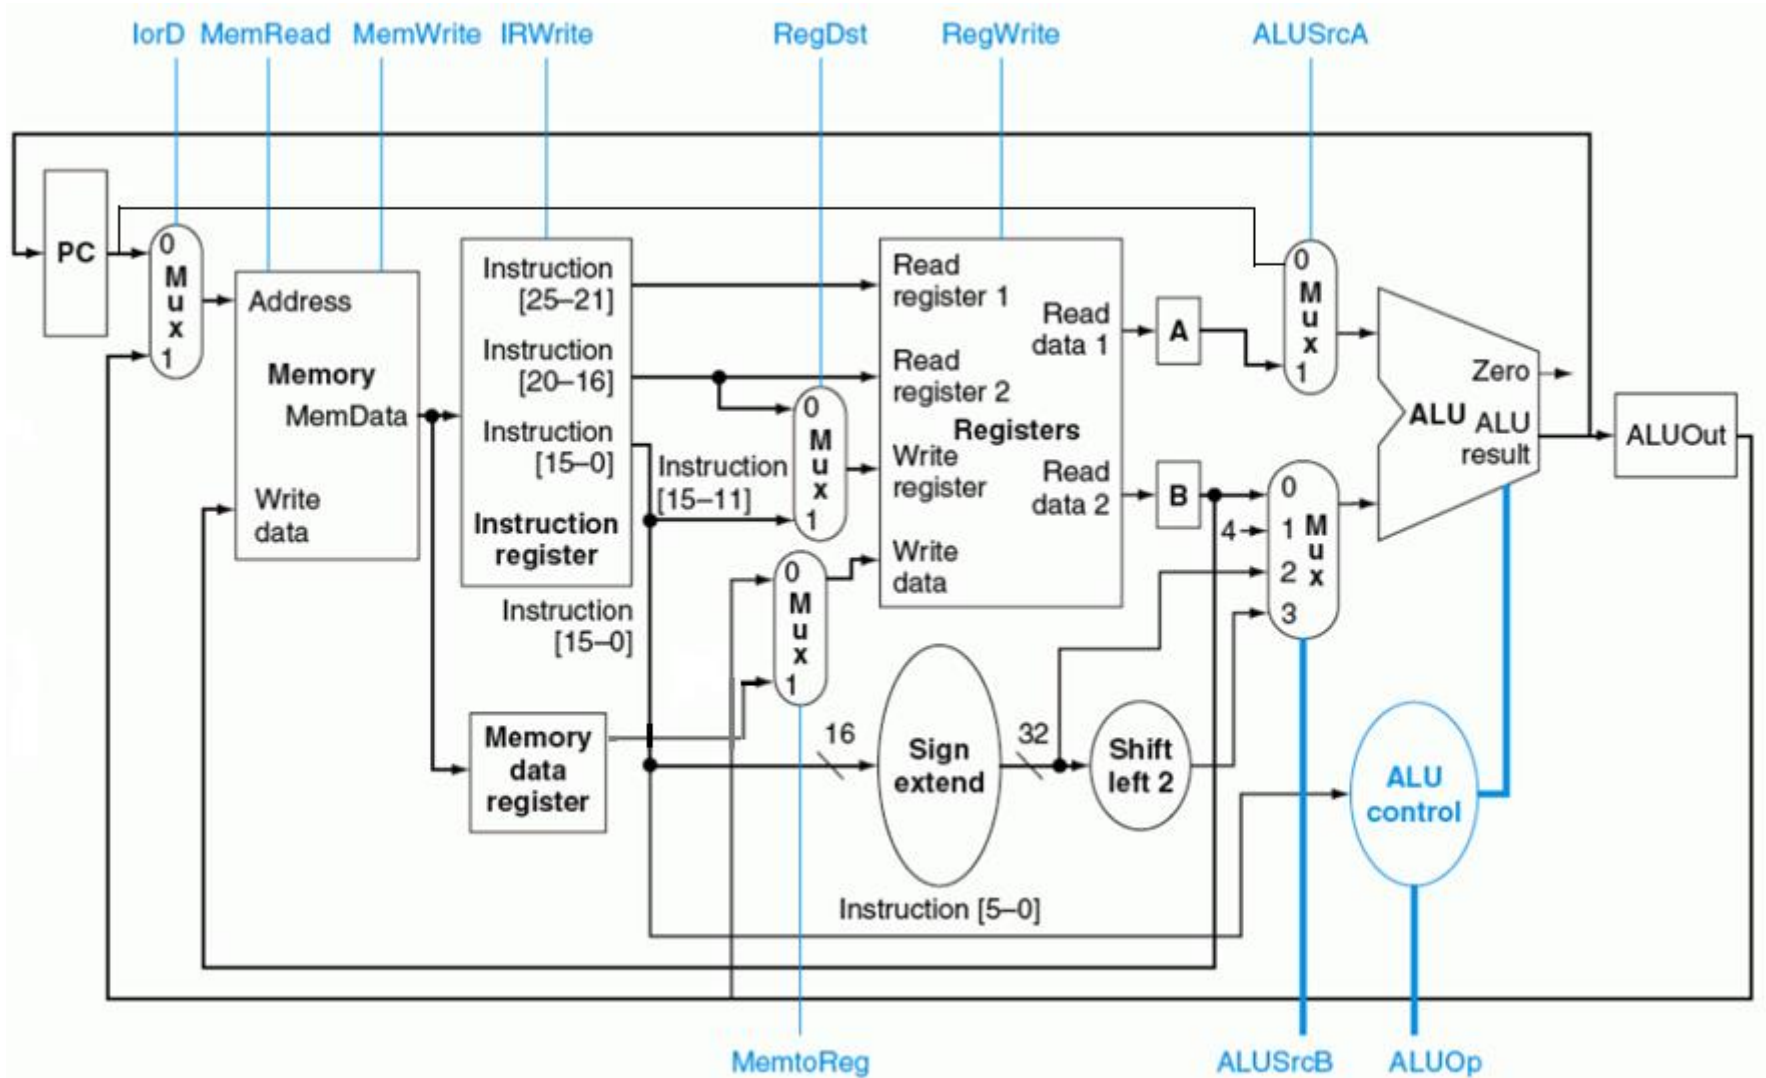 IorD MemRead MemWrite IRWrite RegDst RegWrite ALUSrcA
PC
0
M
u
x
1
Address
Memory
MemData
Write
data
Instruction
[25–21]
Instruction
[20–16]
Instruction
[15–0]
Instruction
register
Instruction
[15–0]
Memory
data
register
Instruction
[15–11]
0
M
u
x
1
0
M
u
x
1
Read
register 1
Read
register 2
Registers
Write
register
Write
data
Read
data 1
Read
data 2
16
Sign
extend
32
Shift
left 2
Instruction [5–0]
A
B
4
0
M
u
x
1
0
1 M
u
2 x
3
Zero
ALU ALU
result
ALUOut
ALU
control
MemtoReg ALUSrcB ALUOp